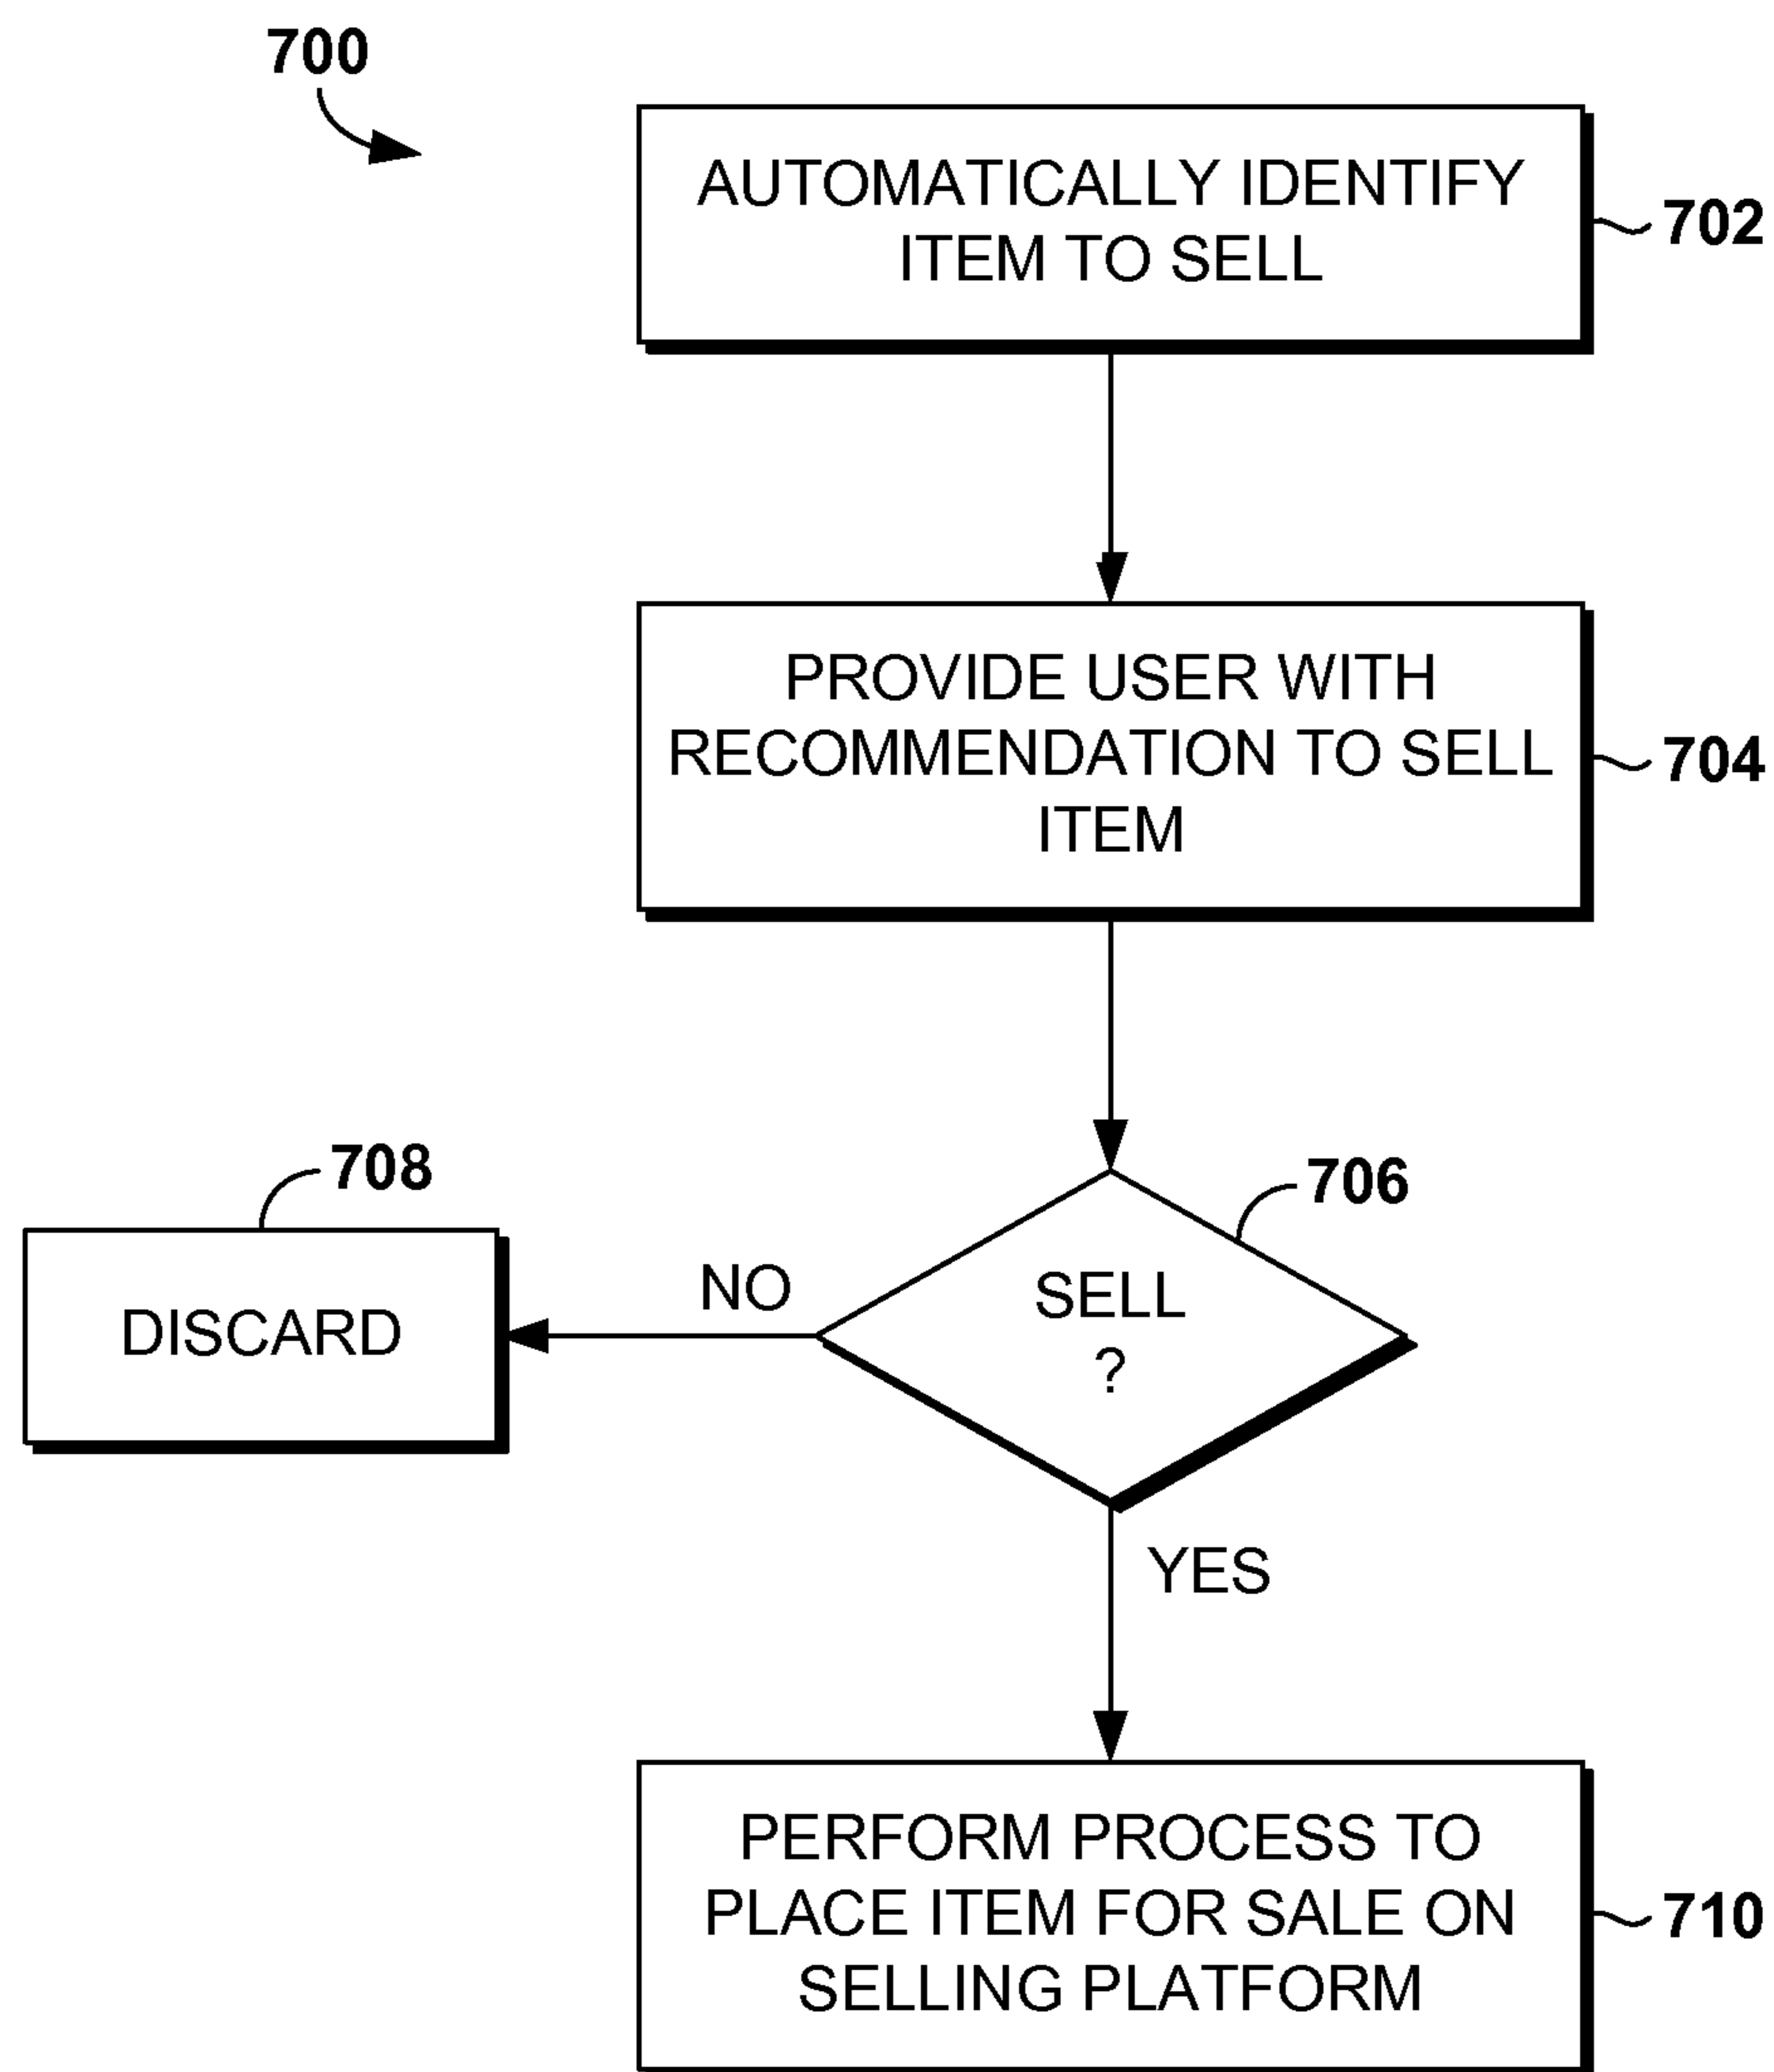 700
AUTOMATICALLY IDENTIFY
ITEM TO SELL
702
PROVIDE USER WITH
RECOMMENDATION TO SELL
ITEM
704
708
706
DISCARD
NO
SELL
?
YES
PERFORM PROCESS TO
PLACE ITEM FOR SALE ON
SELLING PLATFORM
710